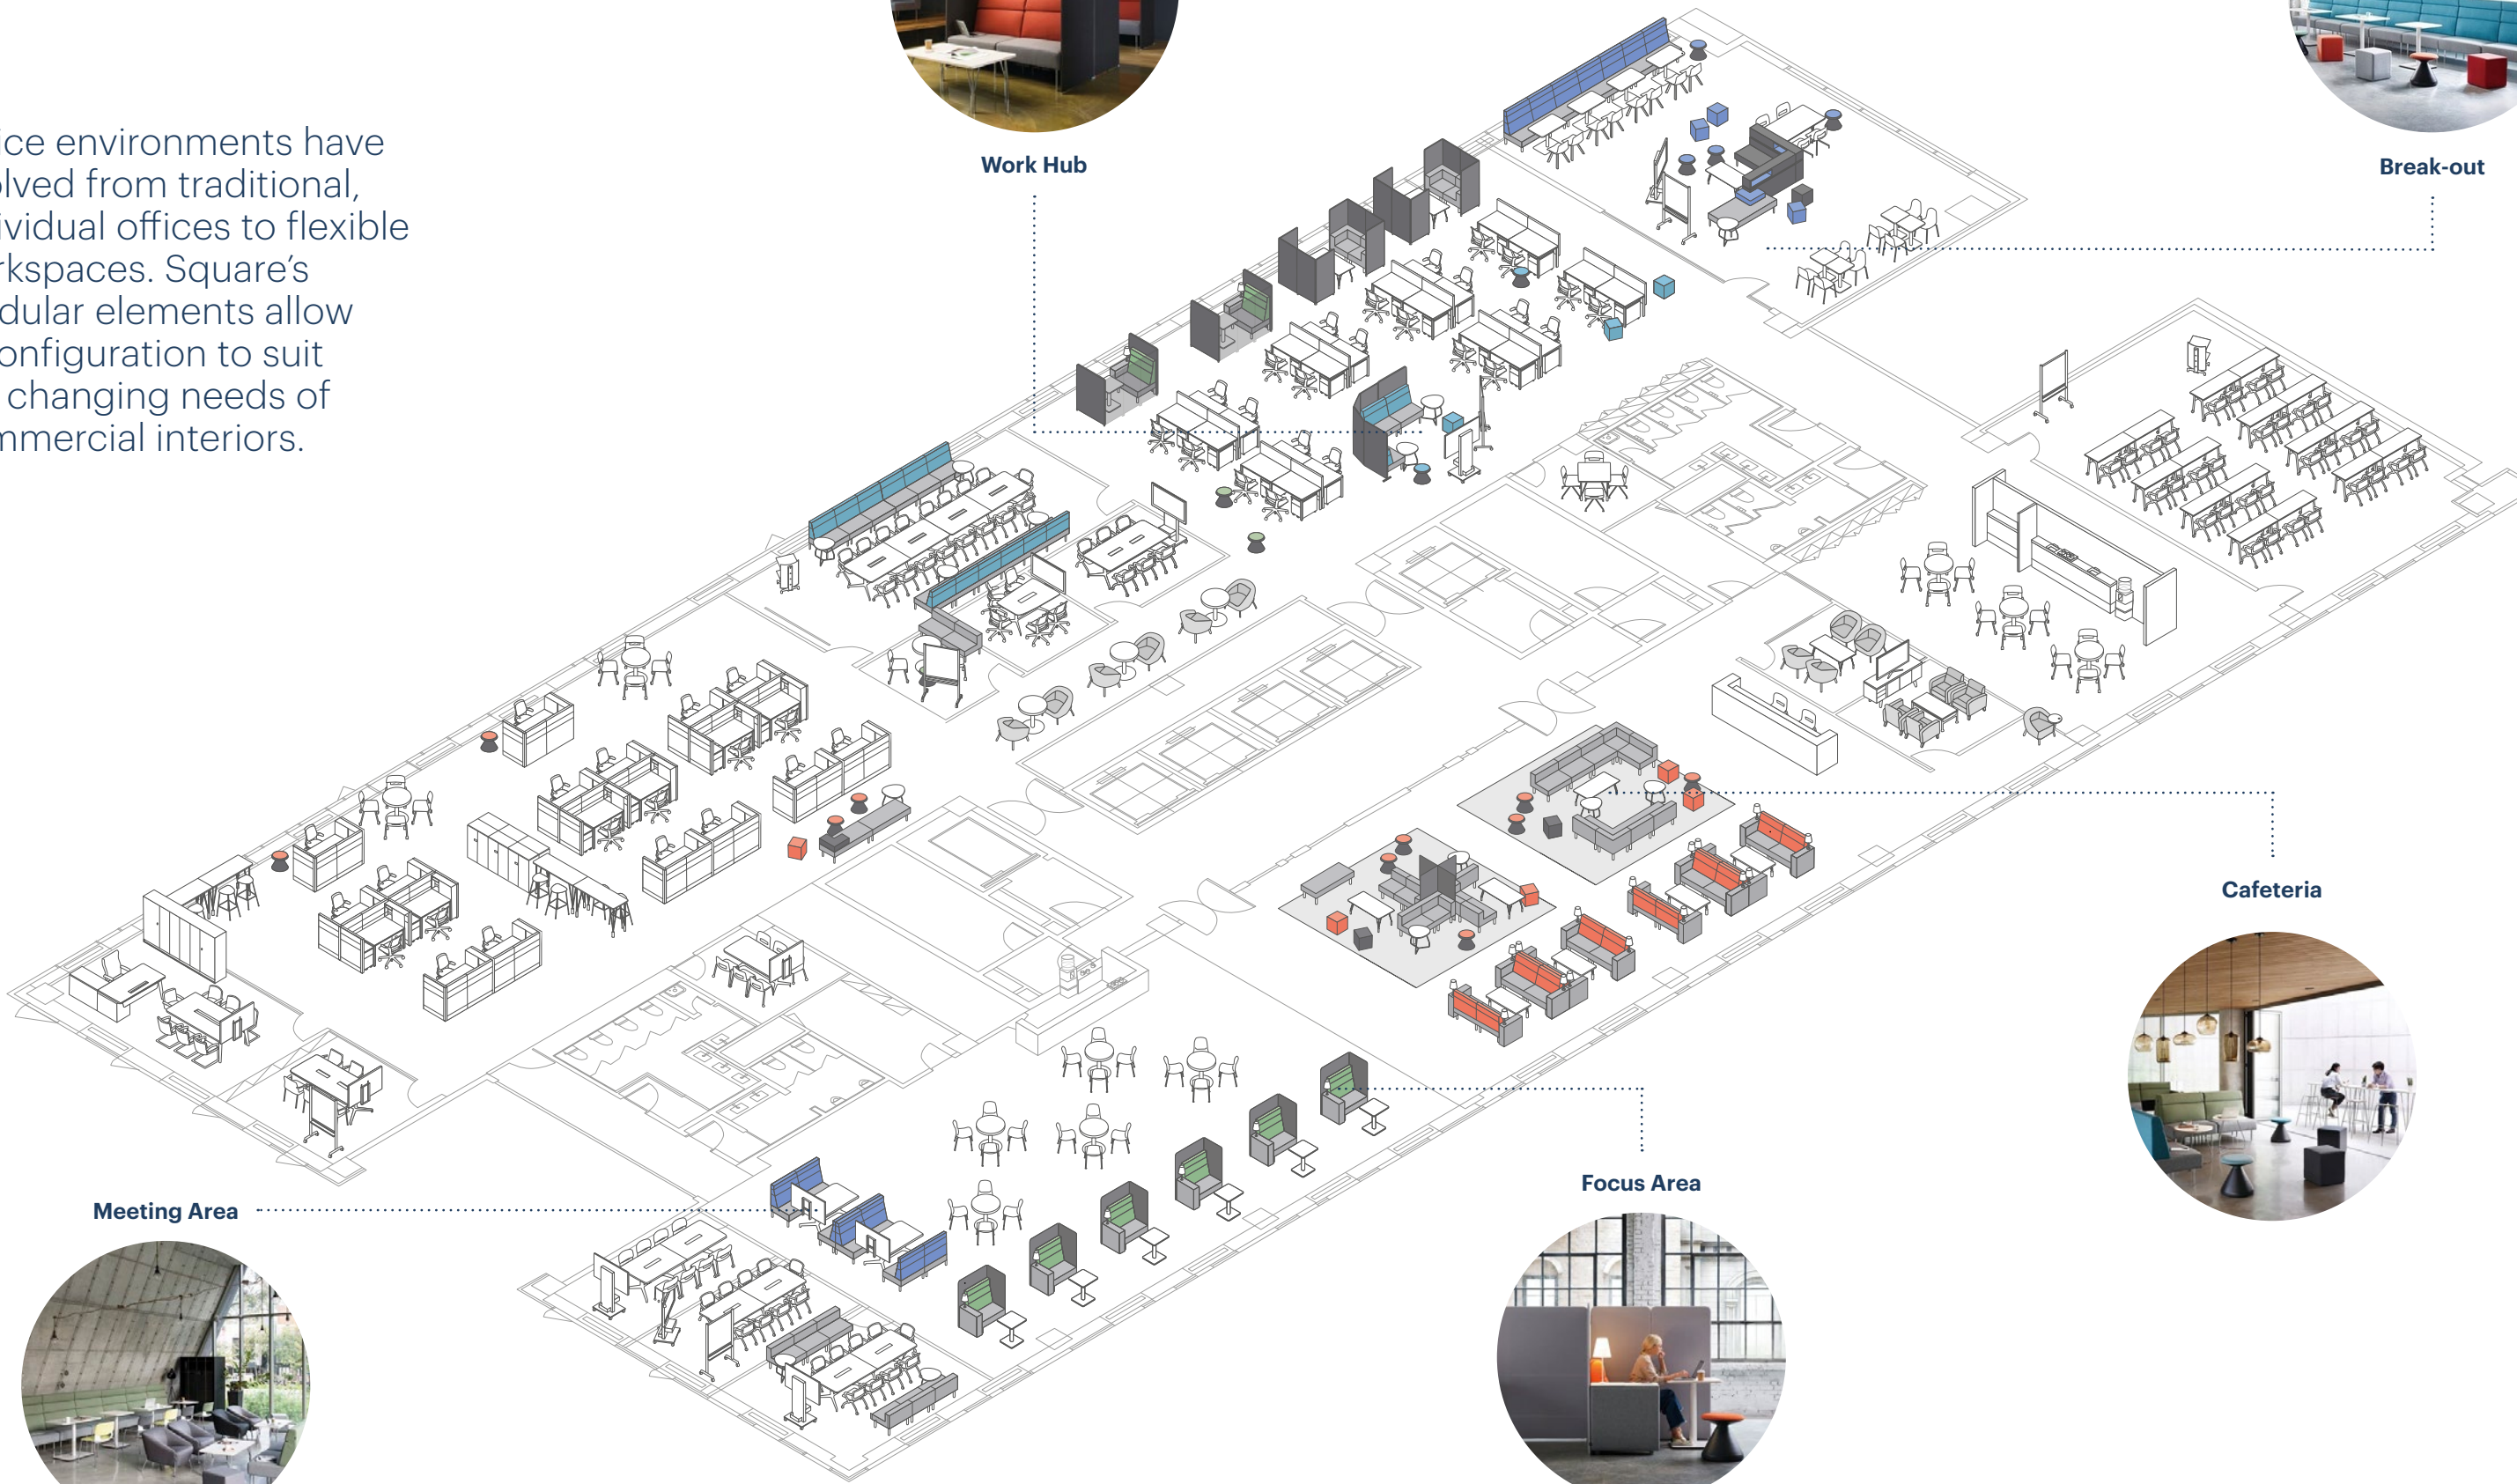 ice environments have
lved from traditional,
ividual offices to flexible
rkspaces. Square’s
dular elements allow
onfiguration to suit
changing needs of
mmercial interiors.
Work Hub
Break-out
Cafeteria
Focus Area
Meeting Area